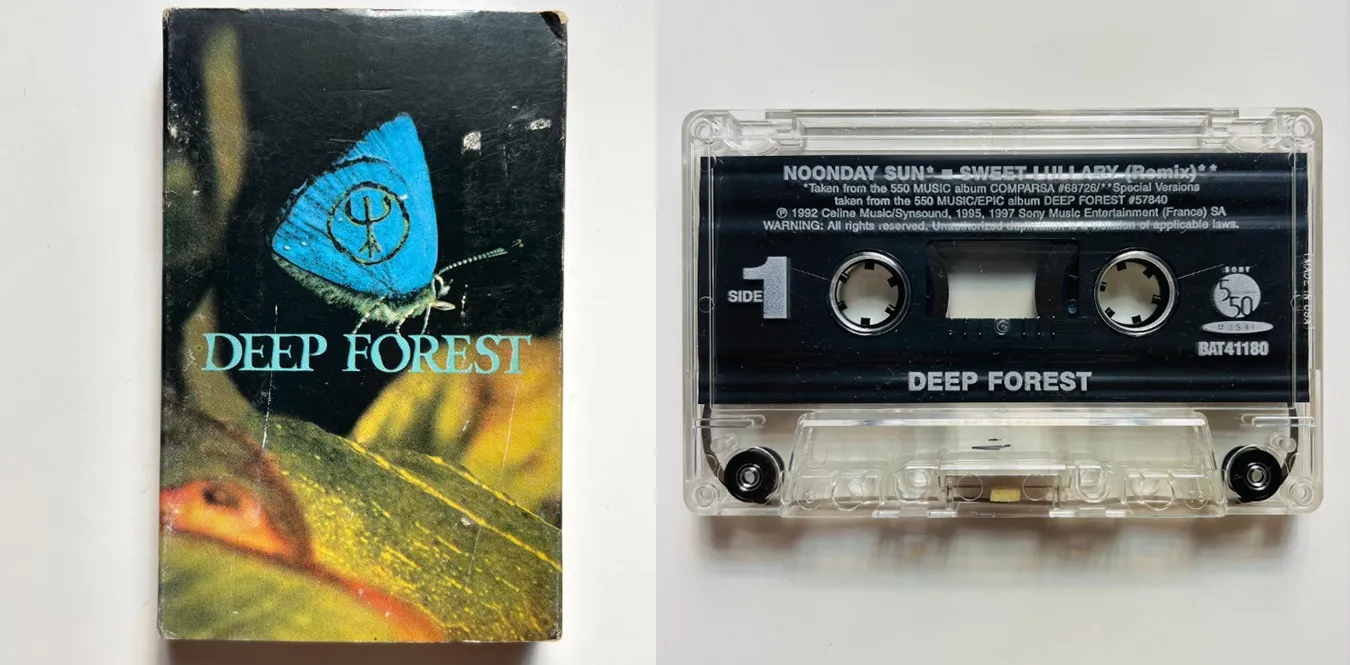 DEEP FOREST
NOONDAY SUN* - SWEET LULLABY (Remix)**
*Taken from the 550 MUSIC album COMPARSA #68726/**Special Versions
taken from the 550 MUSIC/EPIC album DEEP FOREST #57840
℗ 1992 Celine Music/Synsound, 1995, 1997 Sony Music Entertainment (France) SA
WARNING: All rights reserved. Unauthorized duplication is a violation of applicable laws.
SIDE 1
SONY
550
MUSIC
BAT41180
MADE IN USA
DEEP FOREST